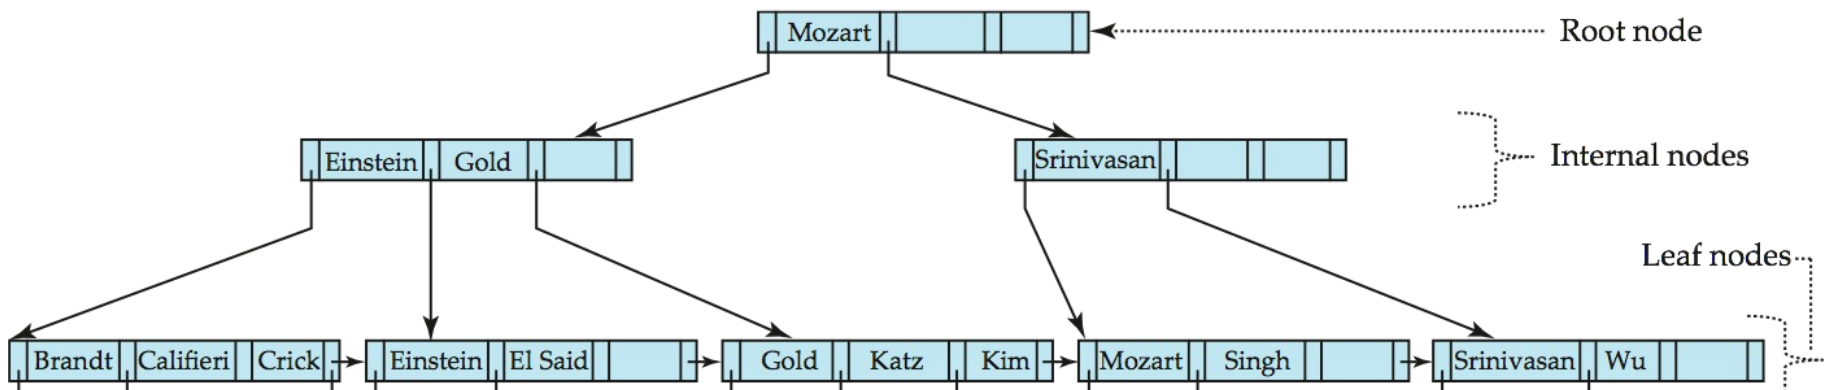 Mozart
Root node
Einstein Gold
Srinivasan
Internal nodes
Leaf nodes
Brandt Califieri Crick
Einstein El Said
Gold Katz Kim
Mozart Singh
Srinivasan Wu